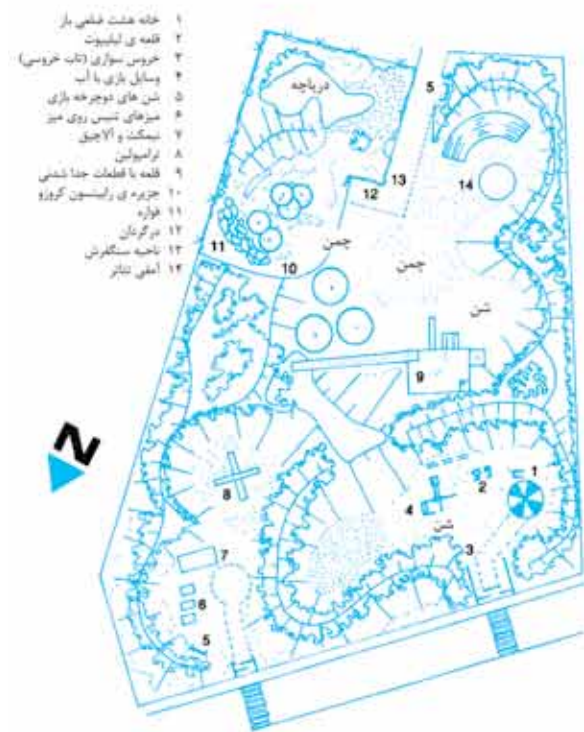 ۱ خانه هشت ضلعی باز
۲ قلعه ی لیلیپوت
۳ خروس سواری (تاب خروسی)
۴ وسایل بازی با آب
۵ شن های دوچرخه بازی
۶ میزهای تنیس روی میز
۷ نیمکت و آلاچیق
۸ ترامپولین
۹ قلعه با قطعات جدا شدنی
۱۰ جزیره ی رابینسون کروزو
۱۱ فواره
۱۲ درگردان
۱۳ ناحیه سنگفرش
۱۴ آمفی تئاتر
دریاچه
5
13
12
14
11
10
چمن
چمن
شن
9
N
8
4
2
1
شن
3
7
6
5